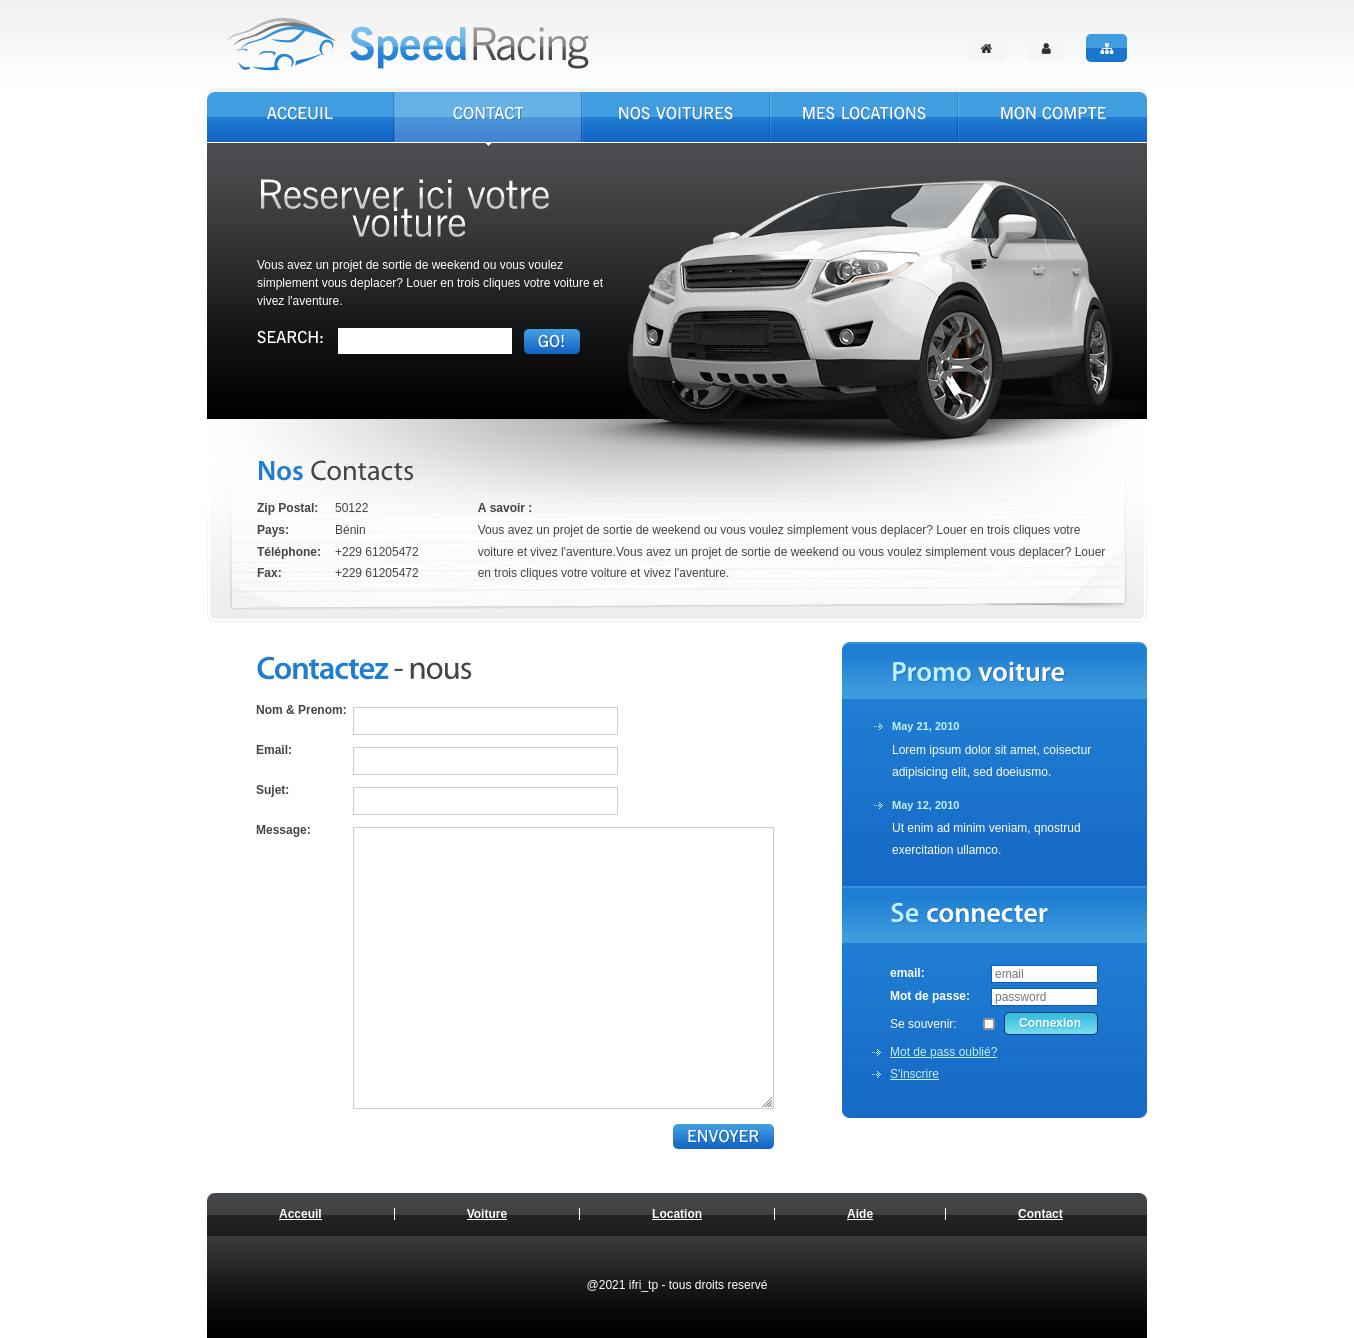 SpeedRacing
ACCEUIL
CONTACT
NOS VOITURES
MES LOCATIONS
MON COMPTE
Reserver ici votre
voiture
Vous avez un projet de sortie de weekend ou vous voulez
simplement vous deplacer? Louer en trois cliques votre voiture et
vivez l'aventure.
SEARCH:
GO!
Nos Contacts
Zip Postal: 50122
Pays: Bénin
Téléphone: +229 61205472
Fax: +229 61205472
A savoir :
Vous avez un projet de sortie de weekend ou vous voulez simplement vous deplacer? Louer en trois cliques votre
voiture et vivez l'aventure.Vous avez un projet de sortie de weekend ou vous voulez simplement vous deplacer? Louer
en trois cliques votre voiture et vivez l'aventure.
Contactez - nous
Nom & Prenom:
Email:
Sujet:
Message:
ENVOYER
Promo voiture
May 21, 2010
Lorem ipsum dolor sit amet, coisectur
adipisicing elit, sed doeiusmo.
May 12, 2010
Ut enim ad minim veniam, qnostrud
exercitation ullamco.
Se connecter
email: email
Mot de passe: password
Se souvenir: Connexion
Mot de pass oublié?
S'inscrire
Acceuil
Voiture
Location
Aide
Contact
@2021 ifri_tp - tous droits reservé